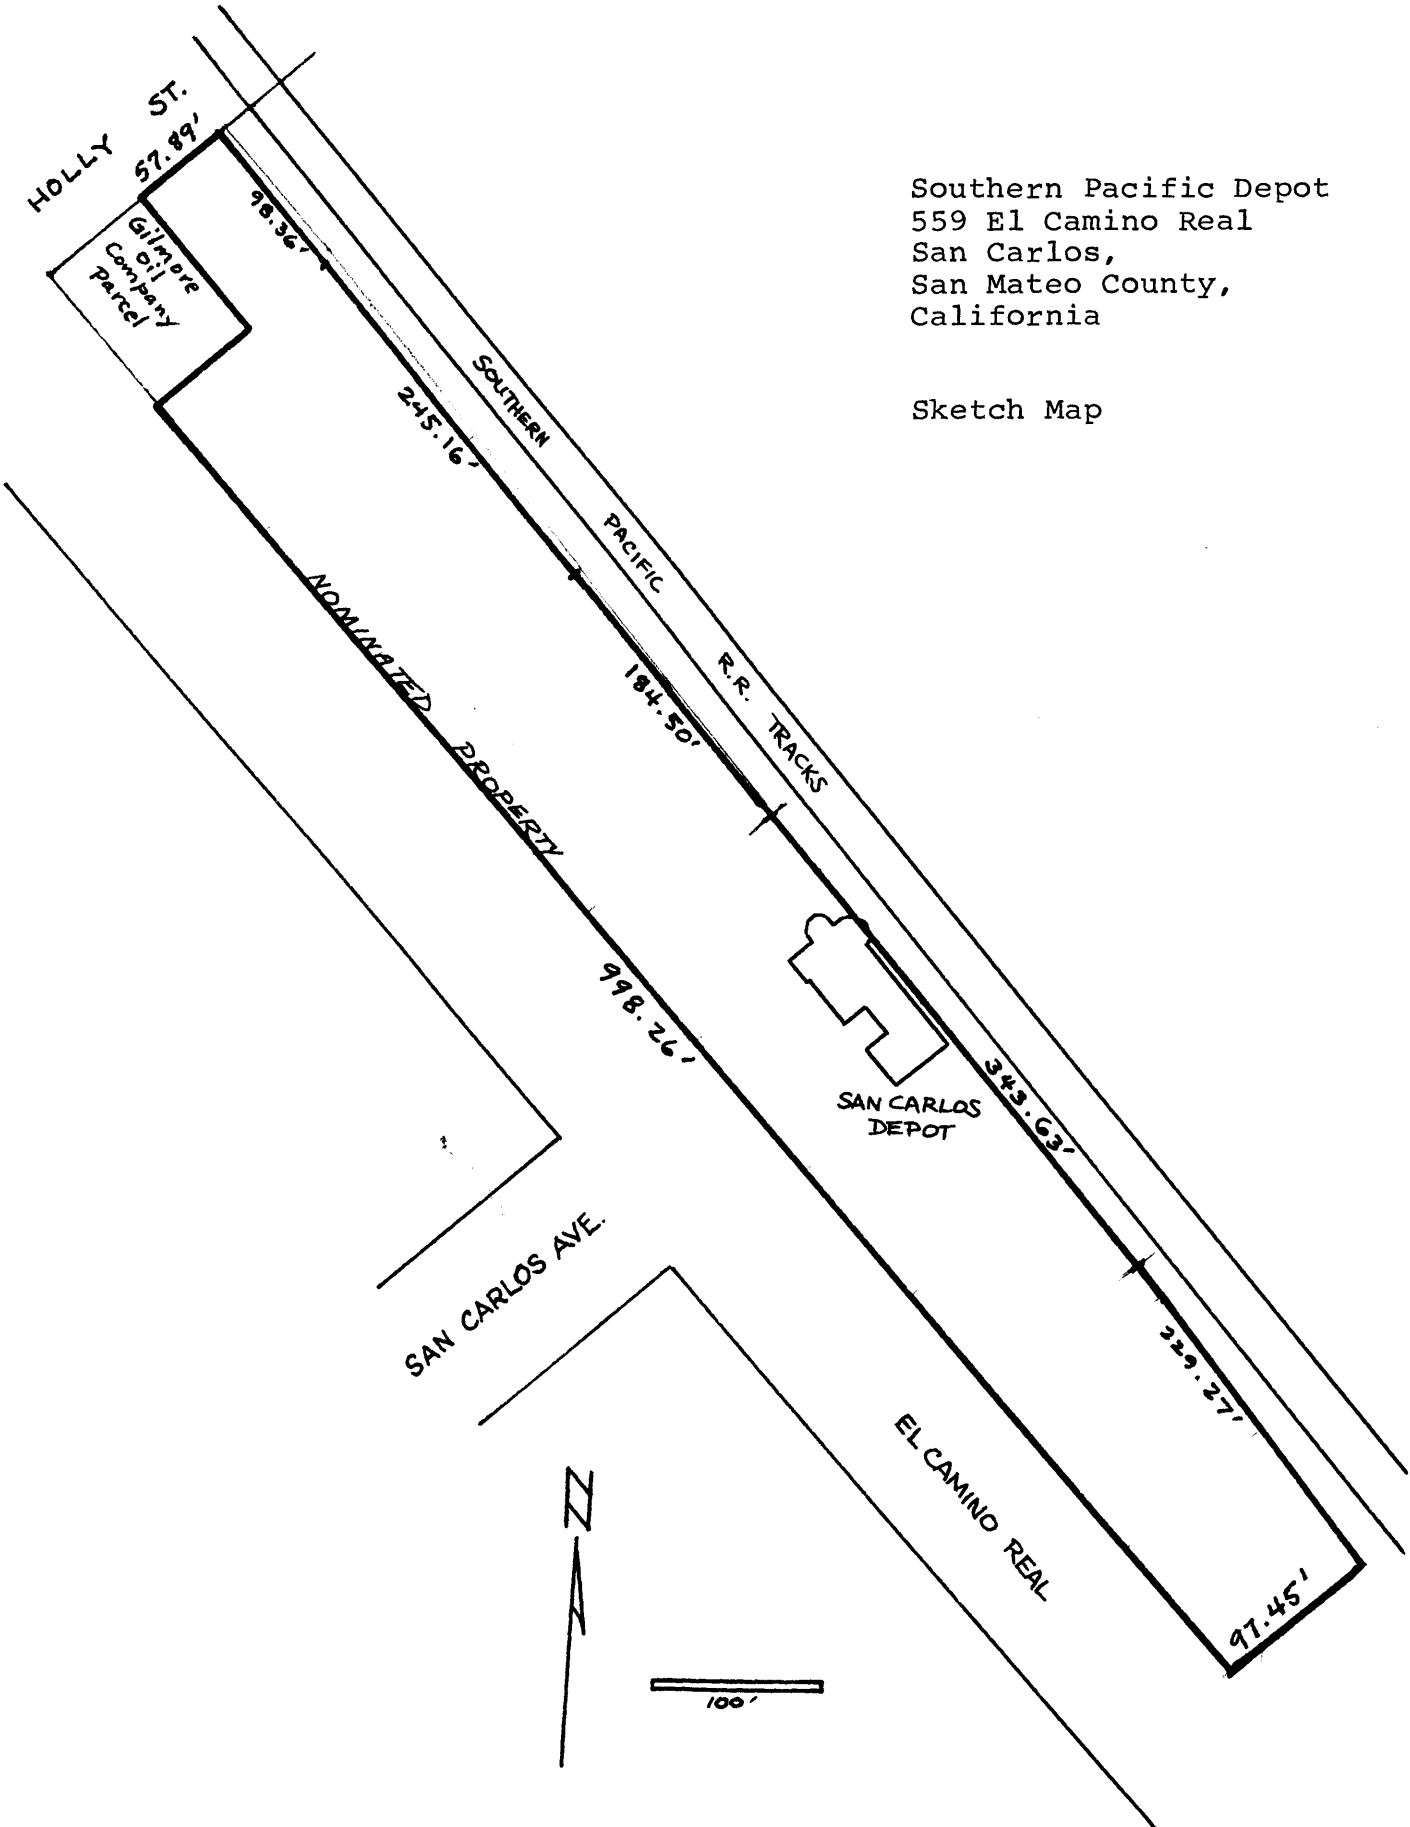 HOLLY ST.
57.89'
98.36'
Gilmore
Oil
Company
Parcel
Southern Pacific Depot
559 El Camino Real
San Carlos,
San Mateo County,
California
Sketch Map
245.16'
SOUTHERN PACIFIC R.R. TRACKS
184.50'
NOMINATED PROPERTY
998.26'
SAN CARLOS
DEPOT
343.63'
SAN CARLOS AVE.
229.27'
EL CAMINO REAL
N
97.45'
100'